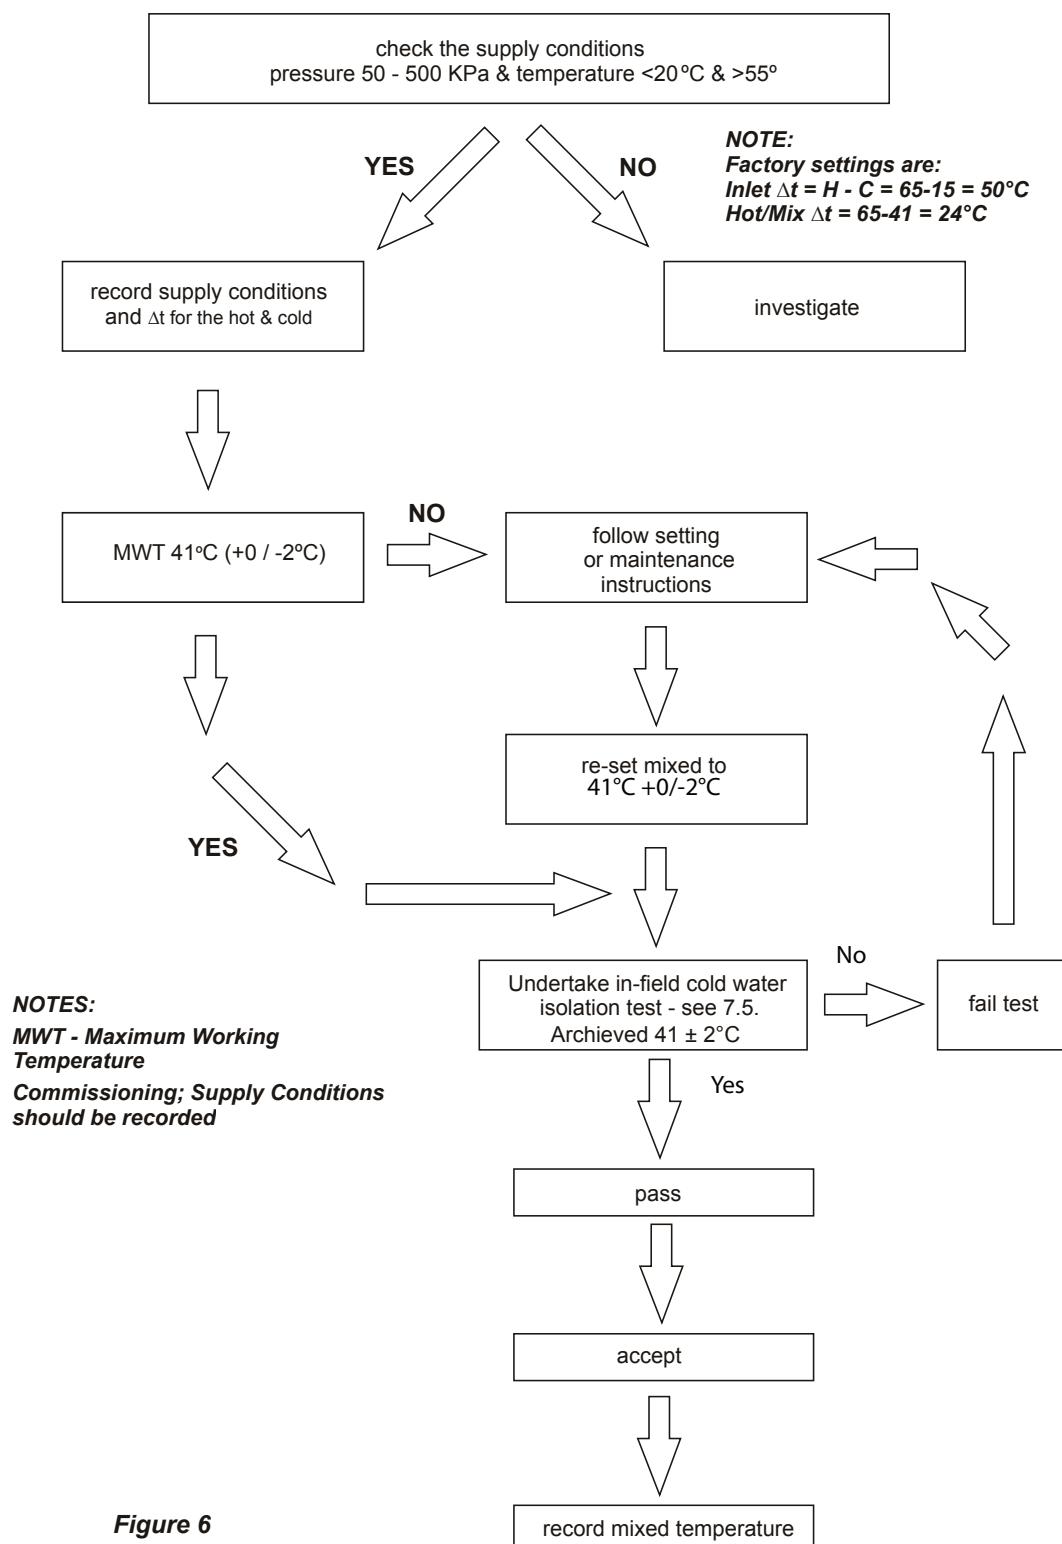 check the supply conditions
pressure 50 - 500 KPa & temperature <20ºC & >55º
YES
NO
NOTE:
Factory settings are:
Inlet Δt = H - C = 65-15 = 50°C
Hot/Mix Δt = 65-41 = 24°C
record supply conditions
and Δt for the hot & cold
investigate
MWT 41ºC (+0 / -2ºC)
NO
follow setting
or maintenance
instructions
re-set mixed to
41°C +0/-2°C
YES
Undertake in-field cold water
isolation test - see 7.5.
Archieved 41 ± 2°C
No
fail test
NOTES:
MWT - Maximum Working
Temperature
Commissioning; Supply Conditions
should be recorded
Yes
pass
accept
record mixed temperature
Figure 6